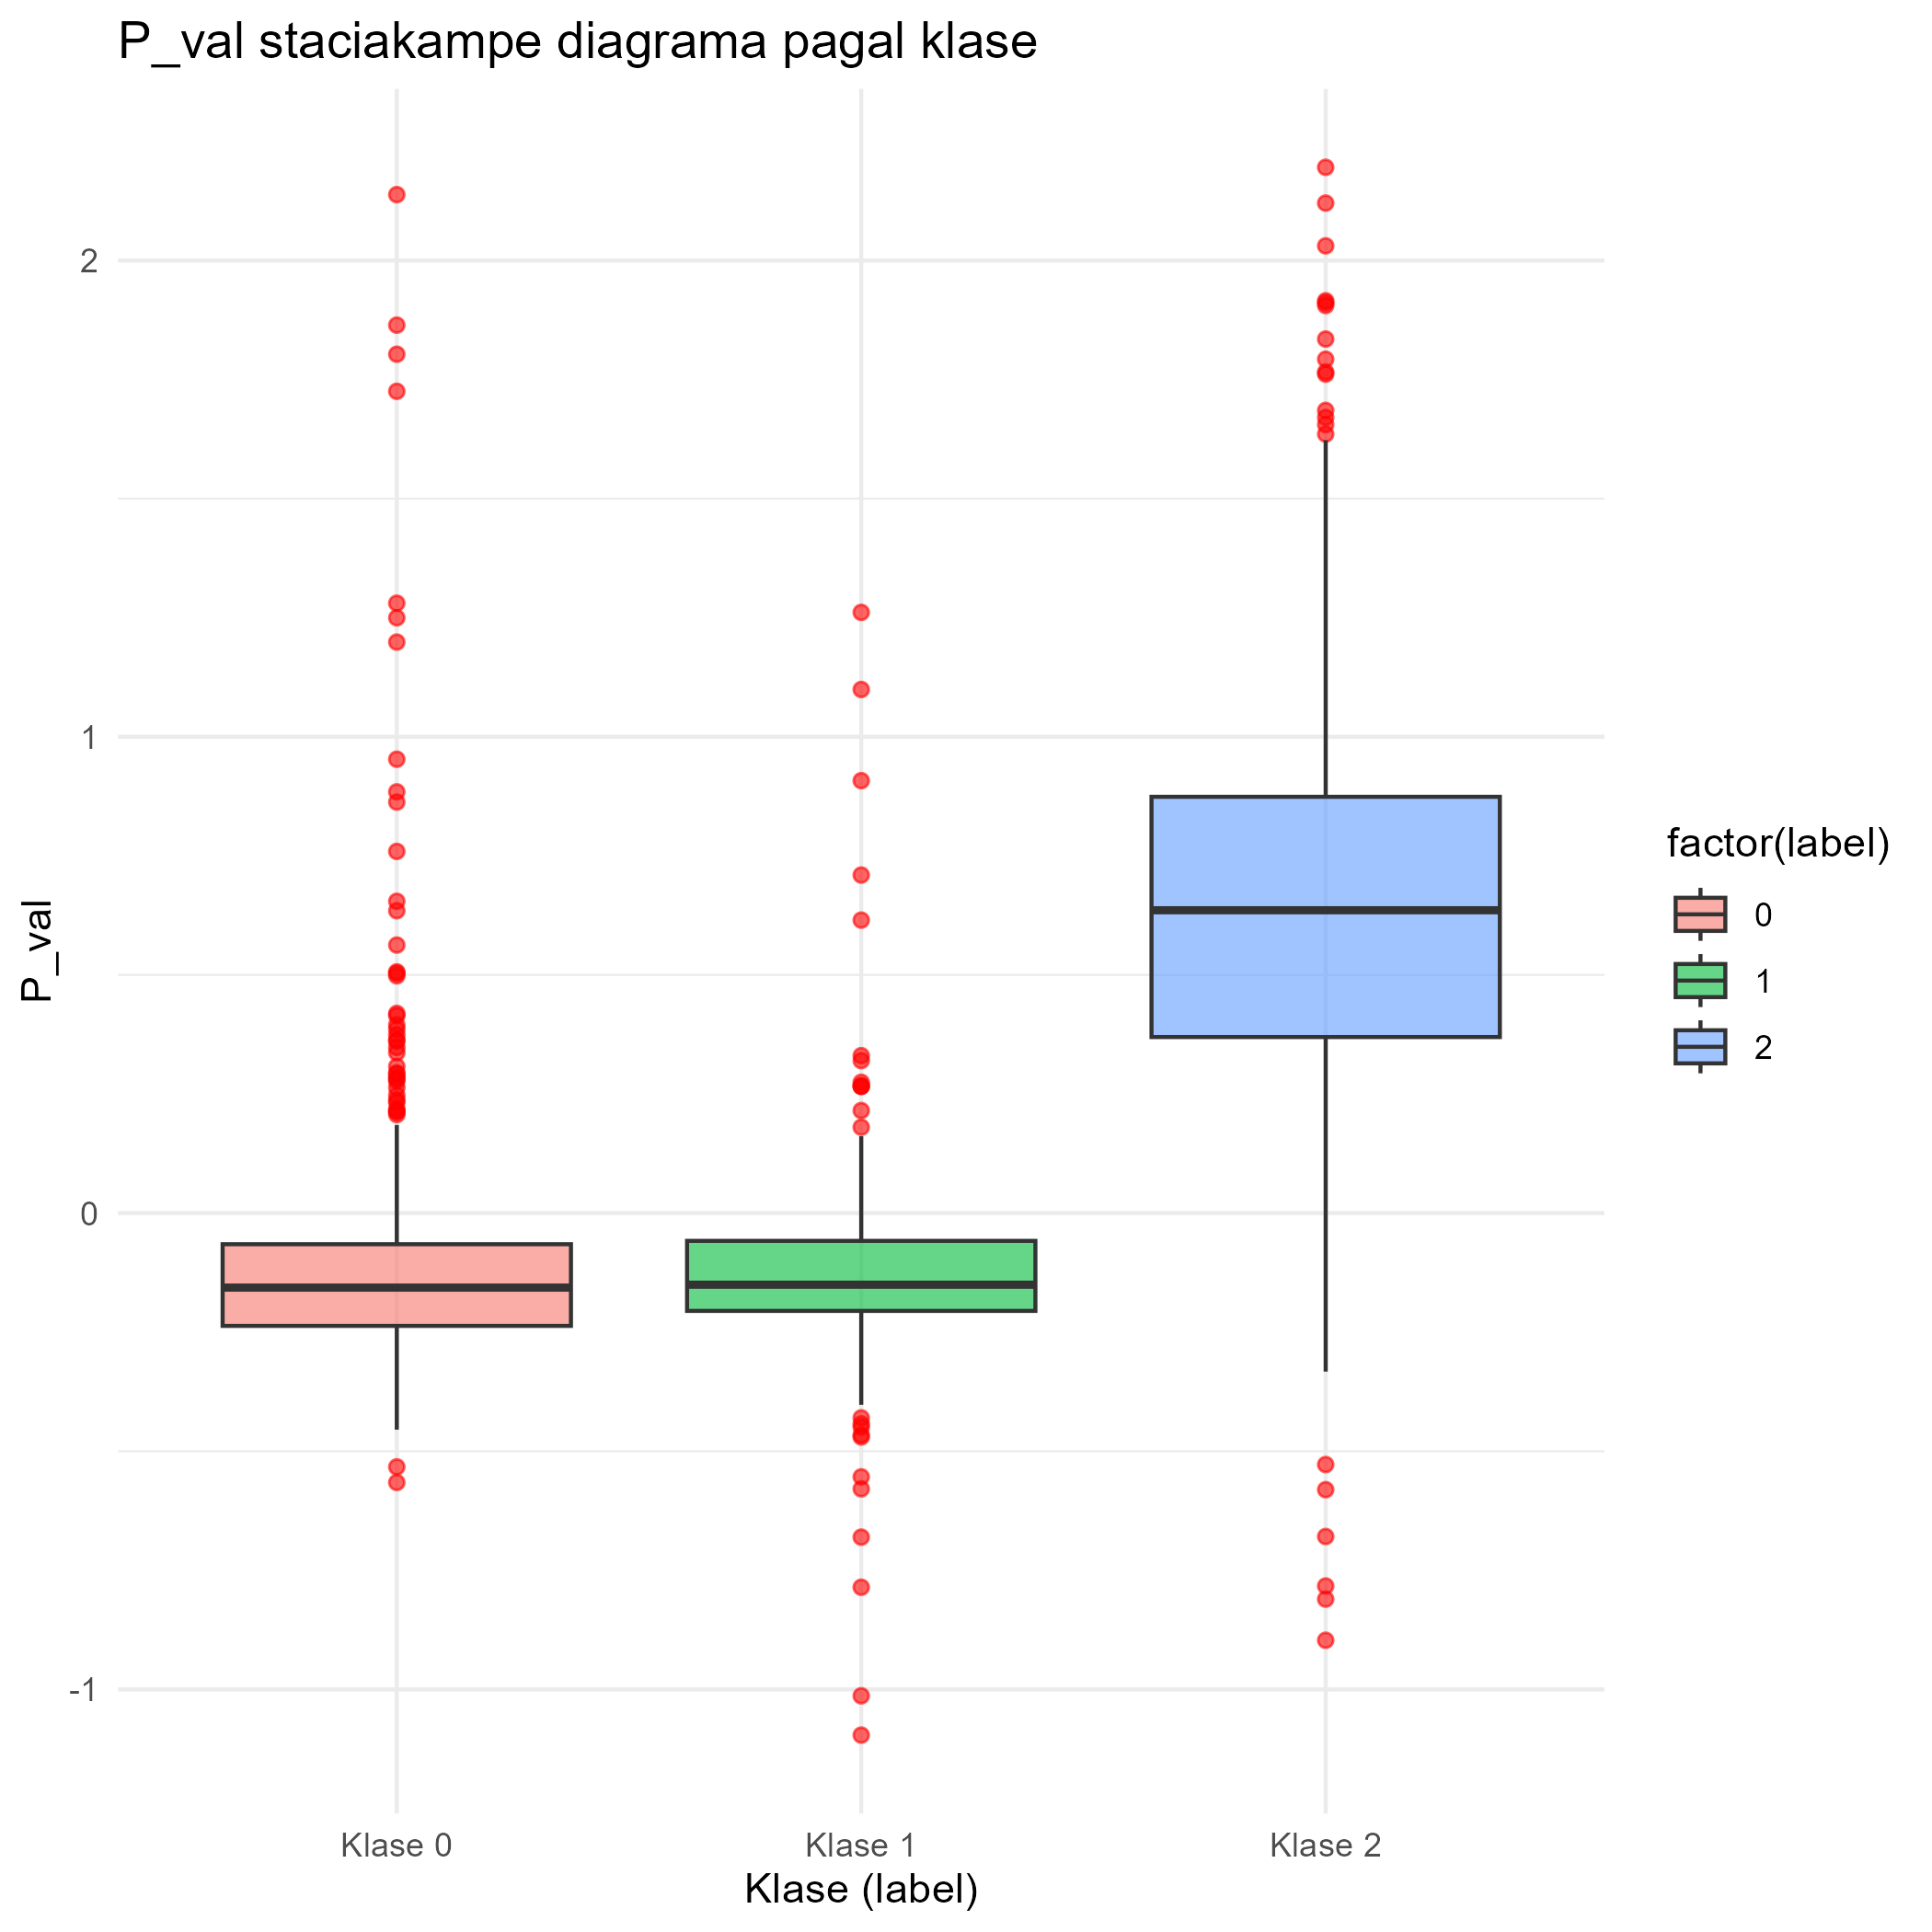 P_val staciakampe diagrama pagal klase
2
1
0
-1
P_val
Klase 0
Klase 1
Klase 2
Klase (label)
factor(label)
0
1
2